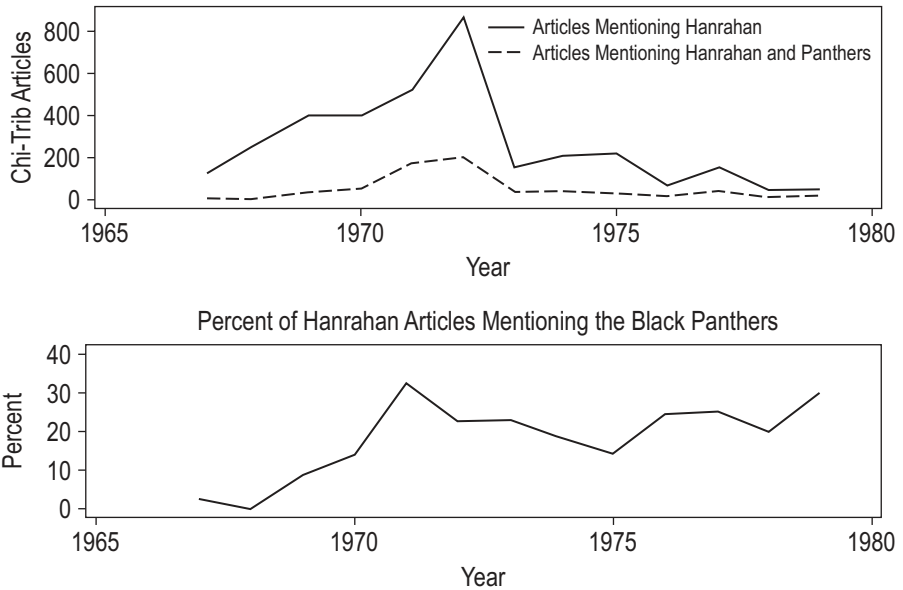 Articles Mentioning Hanrahan
Articles Mentioning Hanrahan and Panthers
Chi-Trib Articles
800
600
400
200
0
1965
1970
1975
1980
Year
Percent of Hanrahan Articles Mentioning the Black Panthers
Percent
40
30
20
10
0
1965
1970
1975
1980
Year